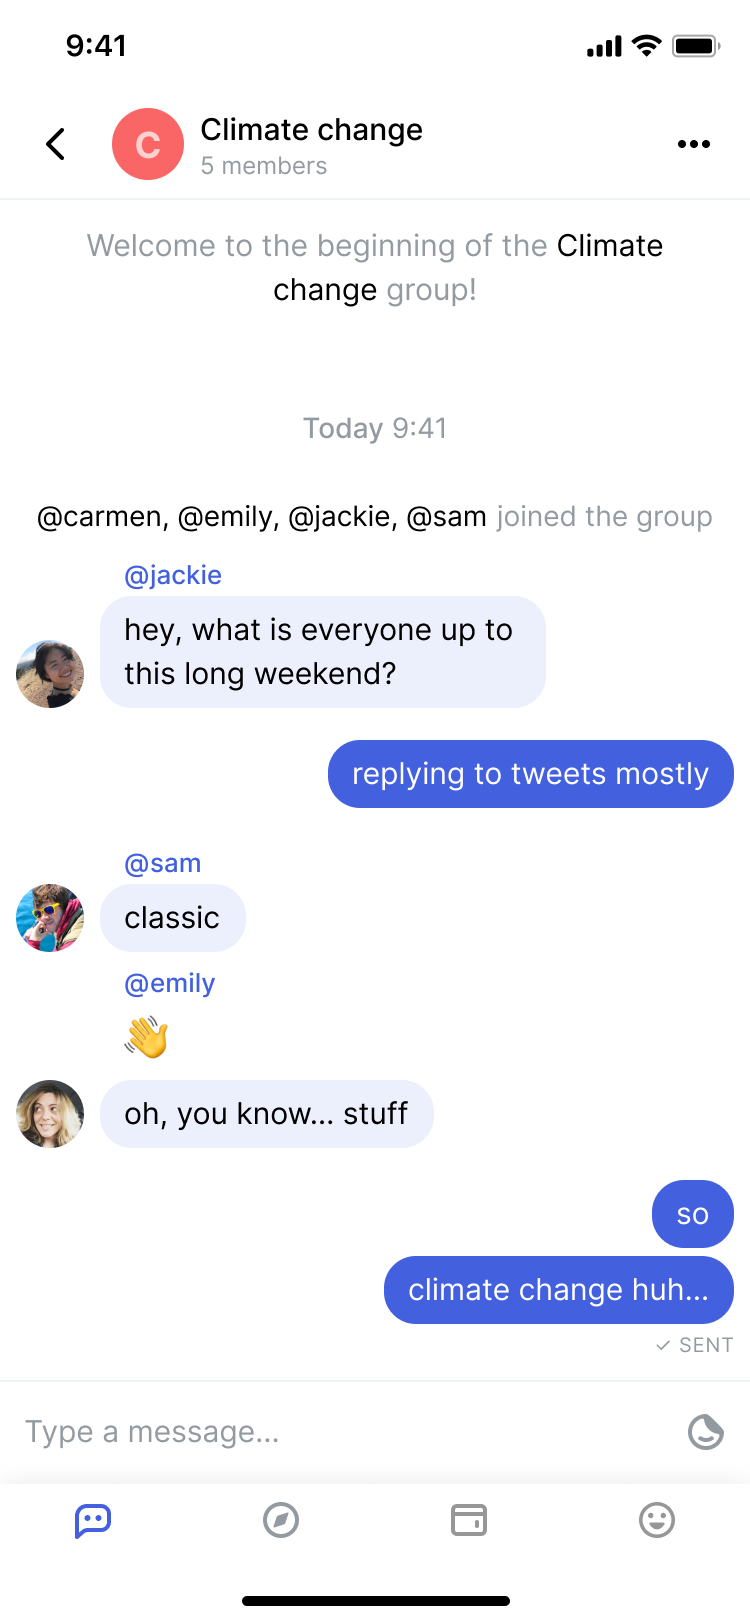 9:41
C
Climate change
5 members
Welcome to the beginning of the Climate
change group!
Today 9:41
@carmen, @emily, @jackie, @sam joined the group
@jackie
hey, what is everyone up to
this long weekend?
replying to tweets mostly
@sam
classic
@emily
👋
oh, you know... stuff
so
climate change huh...
✓ SENT
Type a message...